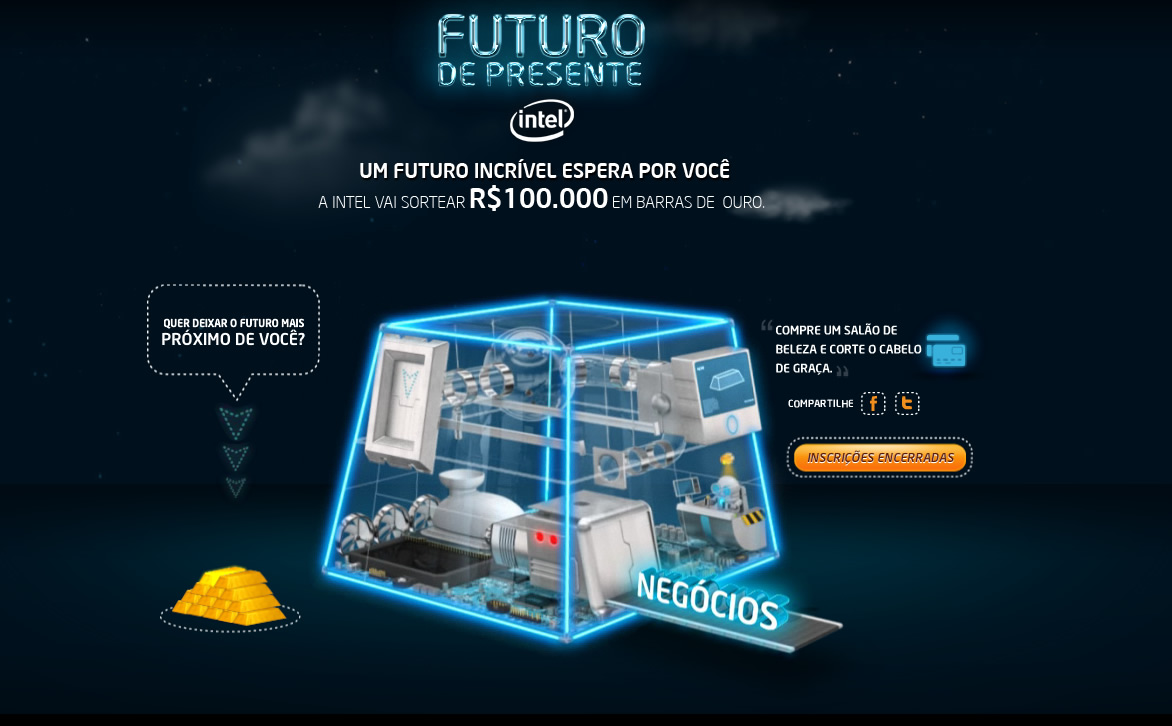 FUTURO
DE PRESENTE
intel
UM FUTURO INCRÍVEL ESPERA POR VOCÊ
A INTEL VAI SORTEAR R$100.000 EM BARRAS DE OURO.
QUER DEIXAR O FUTURO MAIS
PRÓXIMO DE VOCÊ?
“COMPRE UM SALÃO DE
BELEZA E CORTE O CABELO
DE GRAÇA.”
COMPARTILHE
INSCRIÇÕES ENCERRADAS
NEGÓCIOS